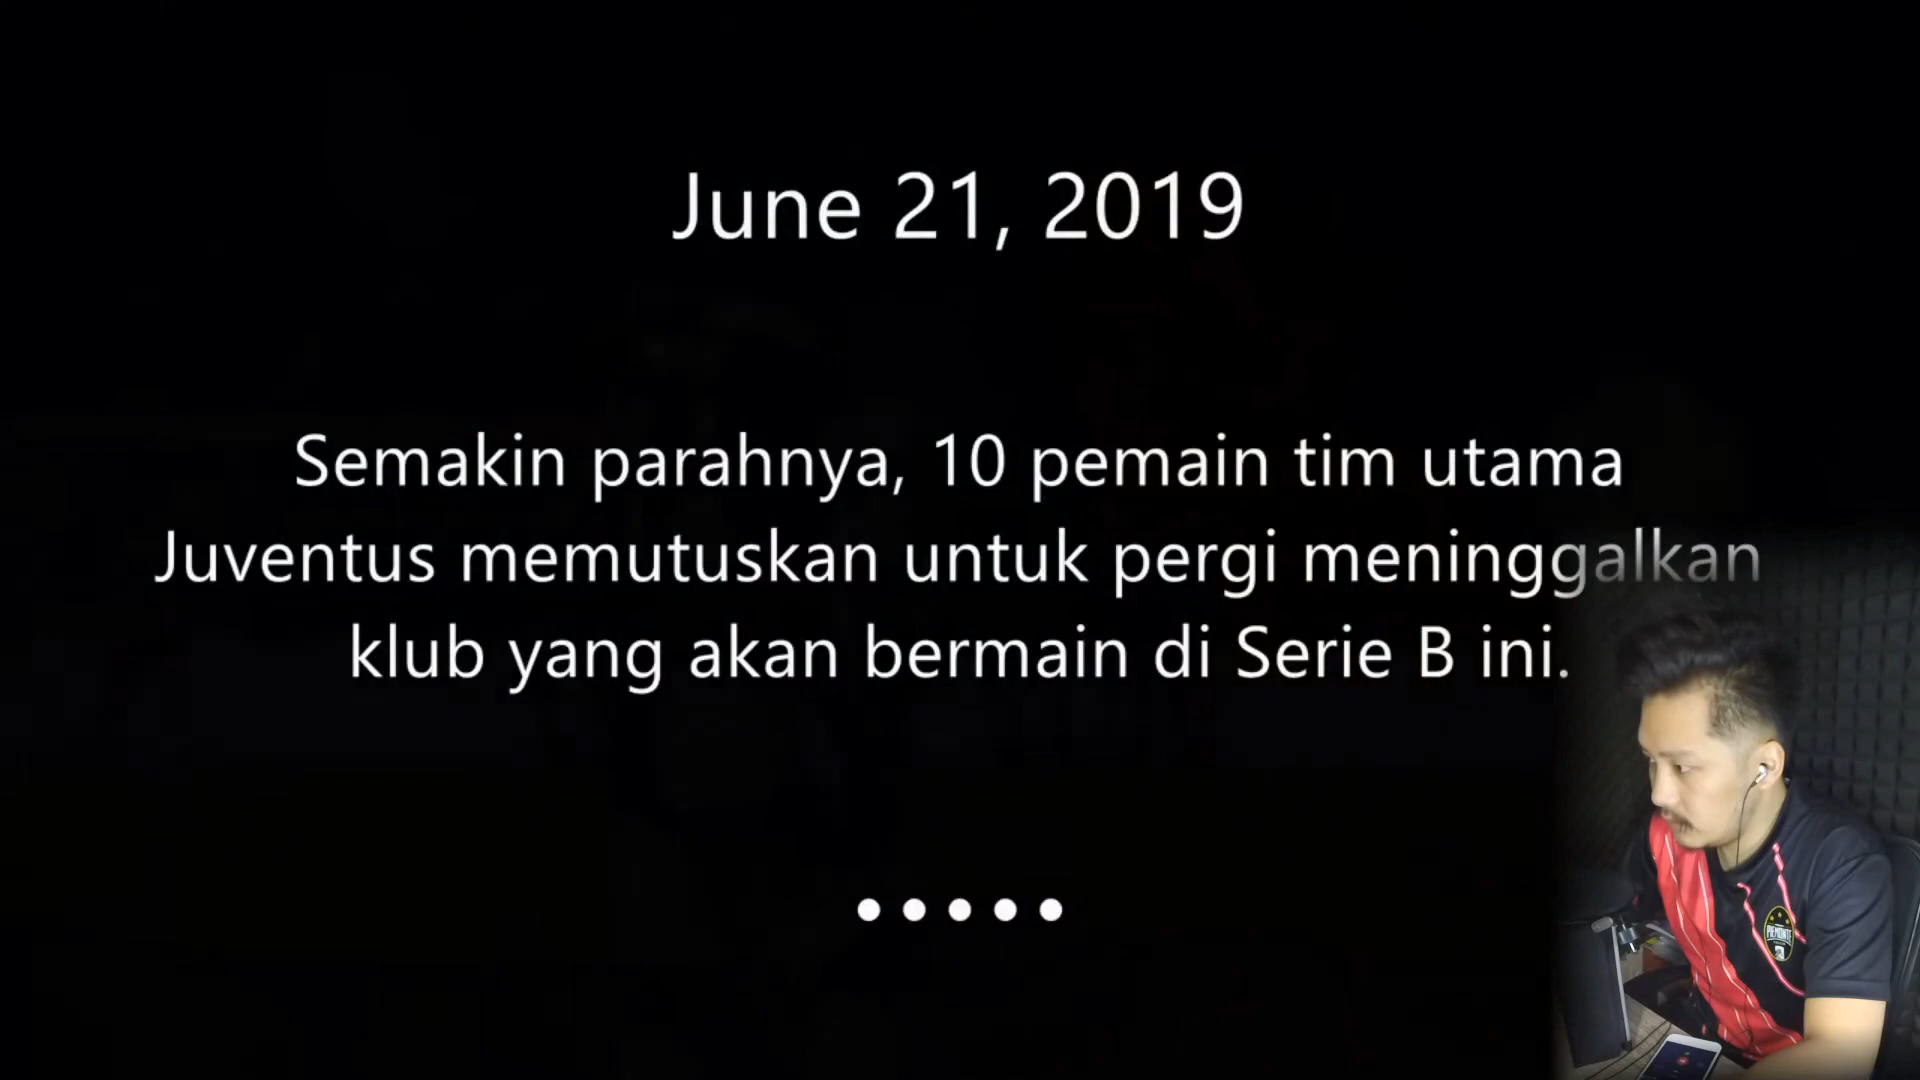 June 21, 2019
Semakin parahnya, 10 pemain tim utama
Juventus memutuskan untuk pergi meninggalkan
klub yang akan bermain di Serie B ini.
PIEMONTE